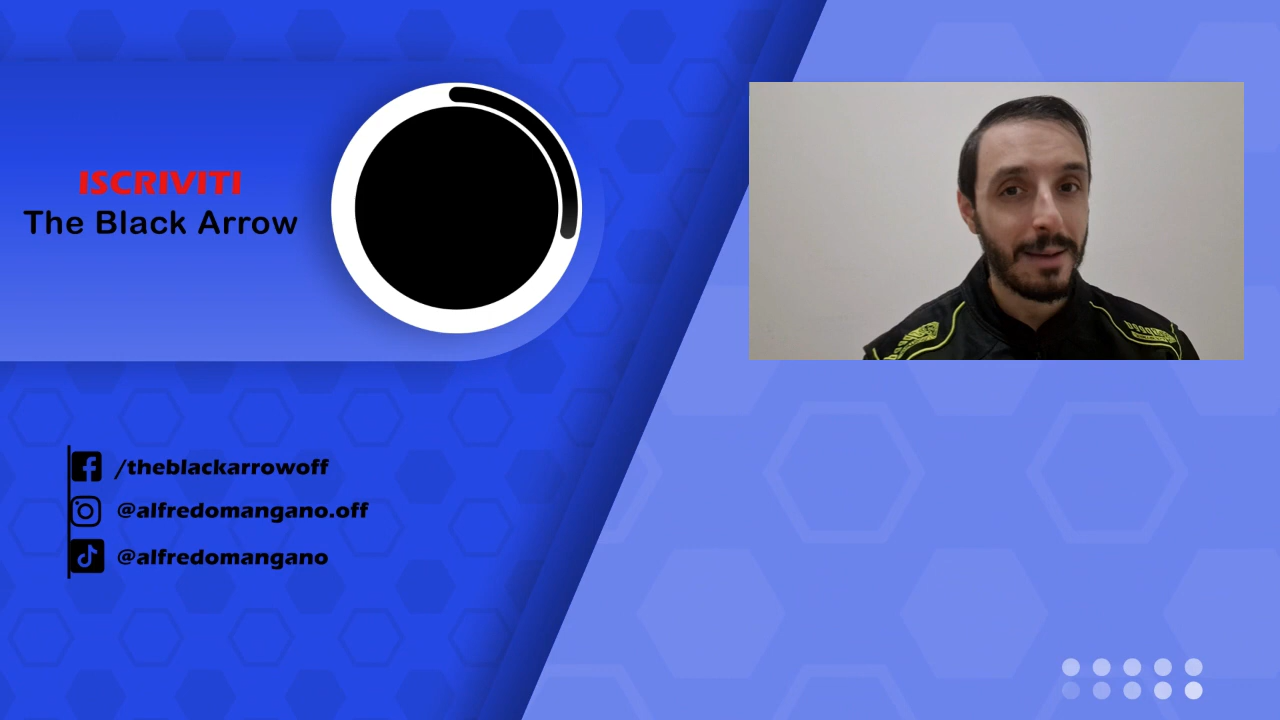 ISCRIVITI
The Black Arrow
/theblackarrowoff
@alfredomangano.off
@alfredomangano